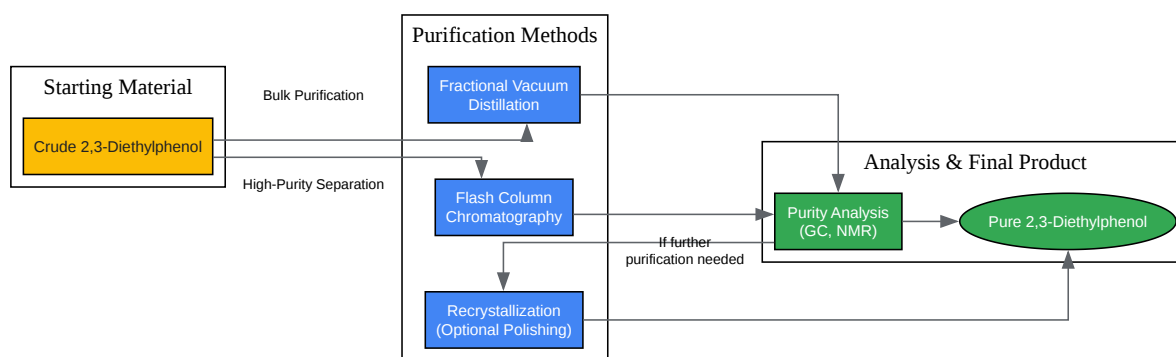 Starting Material
Crude 2,3-Diethylphenol
Bulk Purification
High-Purity Separation
Purification Methods
Fractional Vacuum
Distillation
Flash Column
Chromatography
If further
purification needed
Recrystallization
(Optional Polishing)
Analysis & Final Product
Purity Analysis
(GC, NMR)
Pure 2,3-Diethylphenol